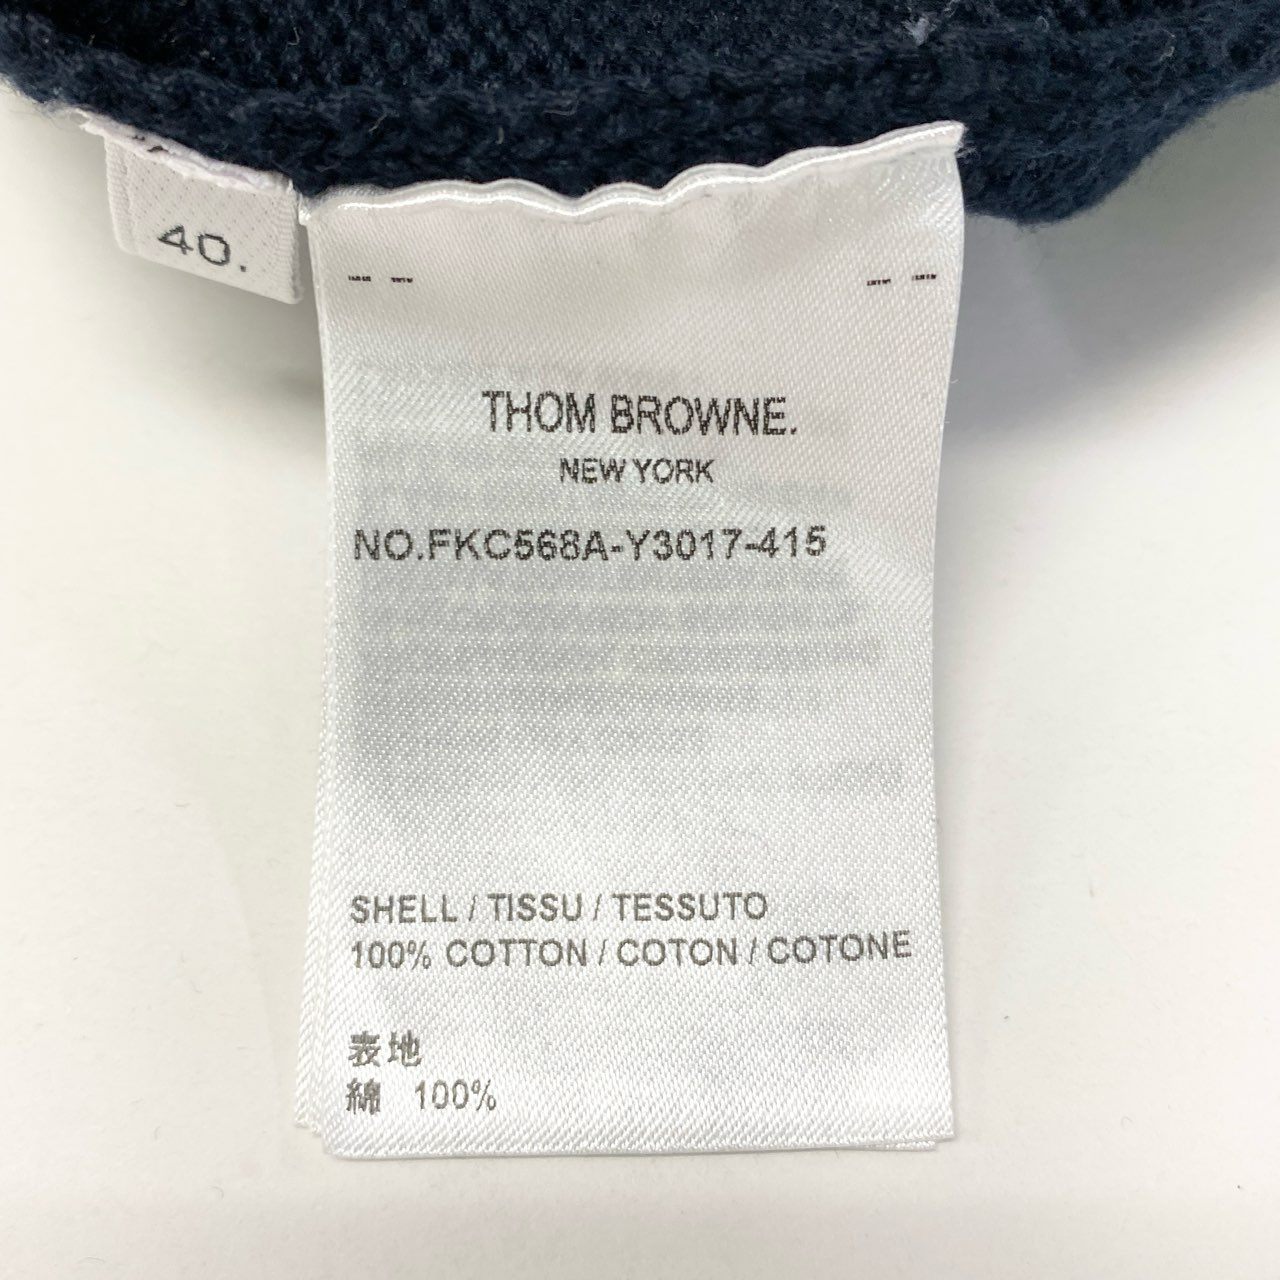 40.
THOM BROWNE.
NEW YORK
NO.FKC568A-Y3017-415
SHELL / TISSU / TESSUTO
100% COTTON / COTON / COTONE
表地
綿 100%